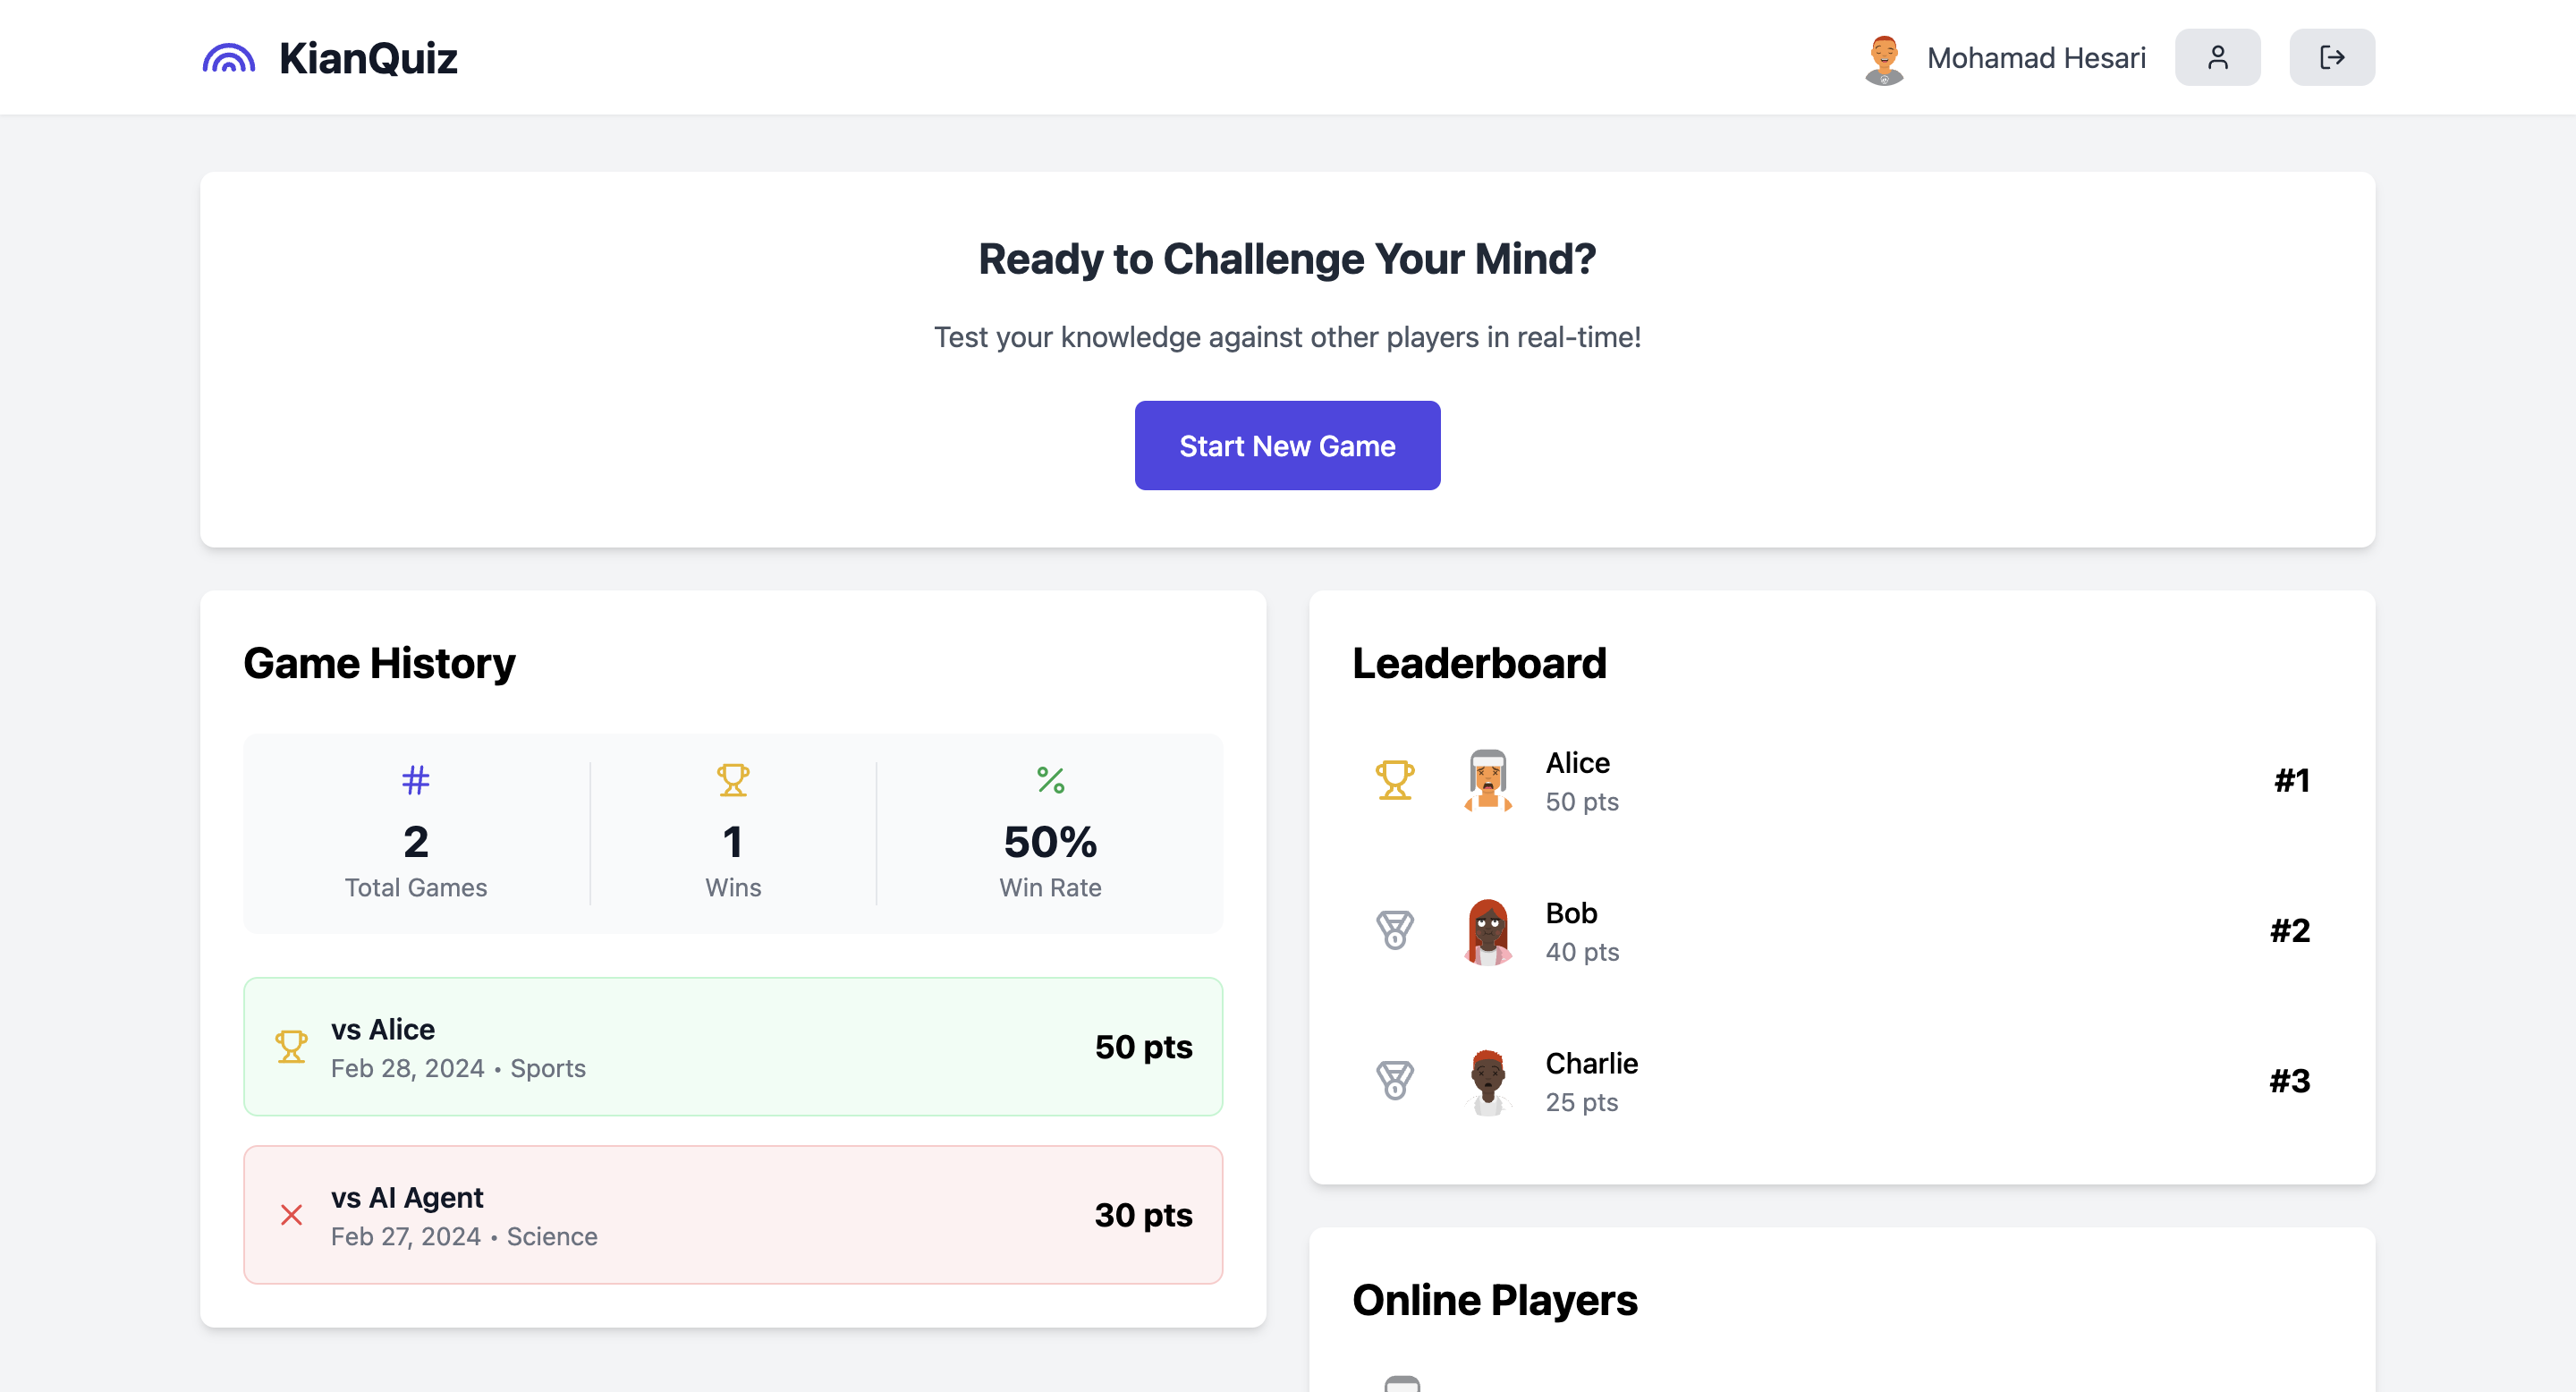 KianQuiz
Mohamad Hesari
Ready to Challenge Your Mind?
Test your knowledge against other players in real-time!
Start New Game
Game History
#
%
2
1
50%
Total Games
Wins
Win Rate
vs Alice
Feb 28, 2024 • Sports
50 pts
vs AI Agent
Feb 27, 2024 • Science
30 pts
Leaderboard
Alice
50 pts
#1
Bob
40 pts
#2
Charlie
25 pts
#3
Online Players